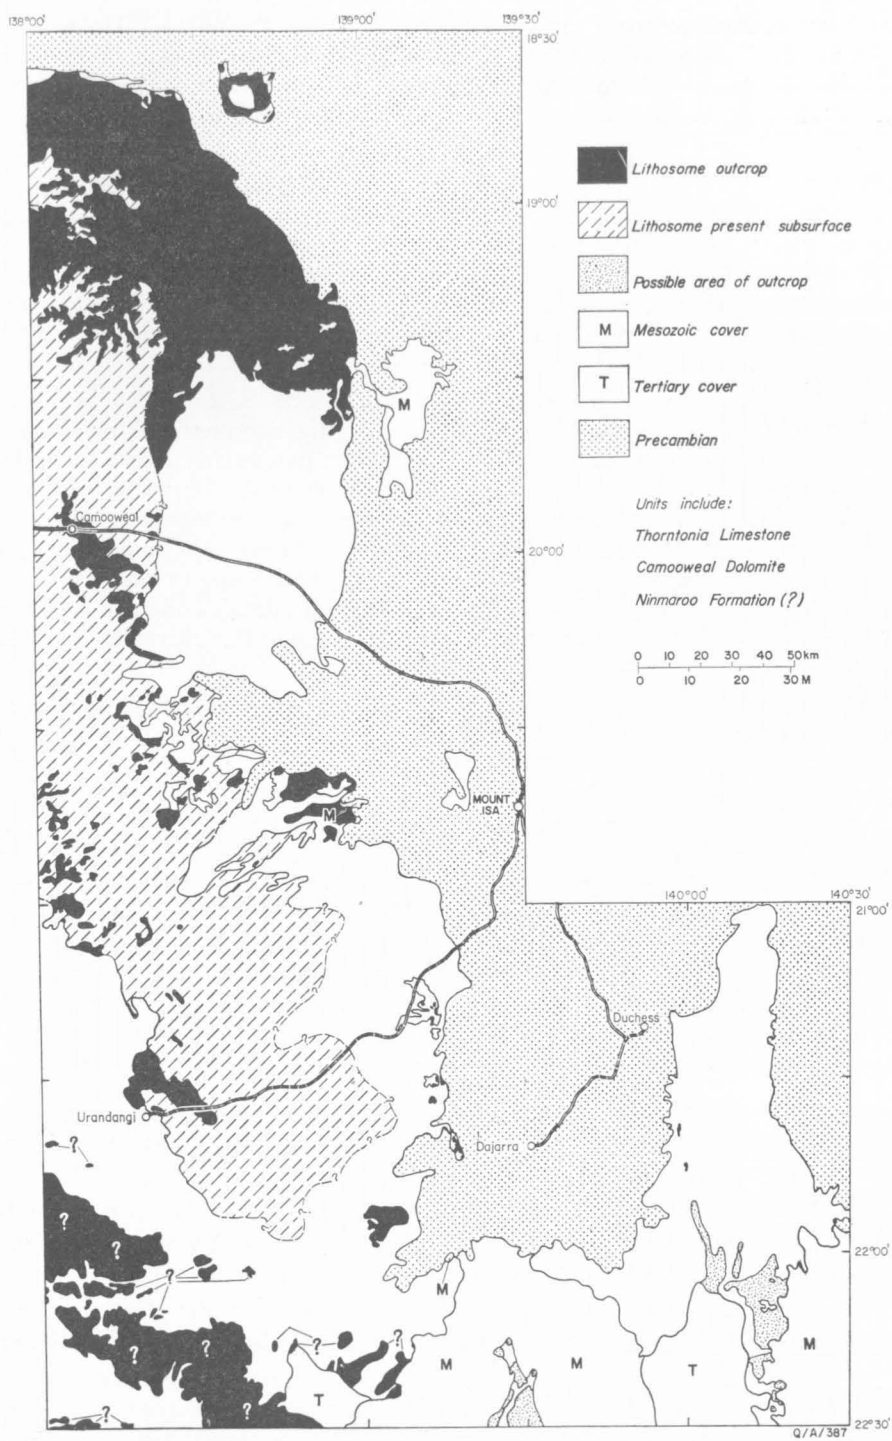 138°00' 139°00' 139°30'
18°30'
Lithosome outcrop
19°00'
Lithosome present subsurface
Possible area of outcrop
M Mesozoic cover
M
T Tertiary cover
Precambian
Units include:
Camooweal
Thorntonia Limestone
20°00'
Camooweal Dolomite
Ninmaroo Formation (?)
0 10 20 30 40 50 km
0 10 20 30 M
MOUNT
ISA
M
140°00' 140°30'
21°00'
?
Duchess
Urandangi
Dajarra
?
?
? ?
22°00'
?
M
? ? ? ?
M M M
T T
?
22°30'
Q/A/387